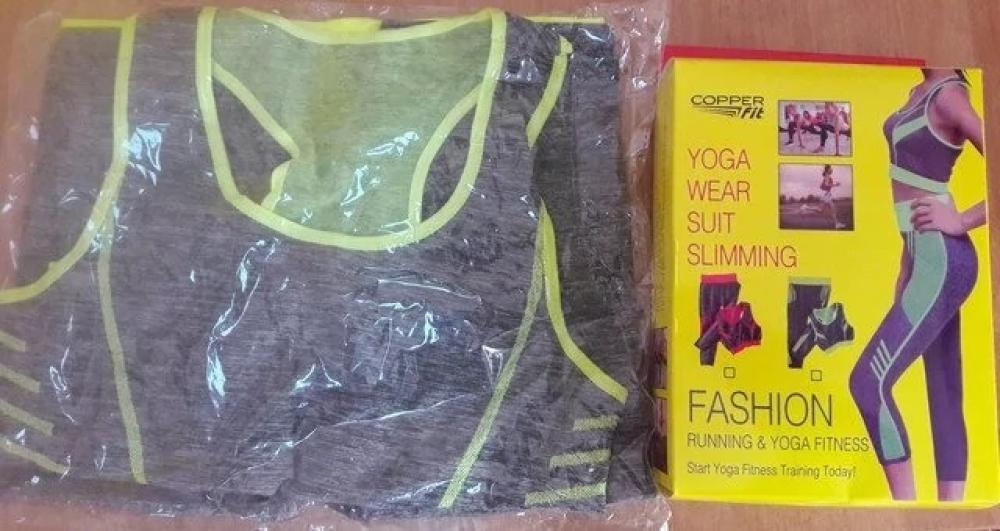 COPPER
fit
YOGA
WEAR
SUIT
SLIMMING
FASHION
RUNNING & YOGA FITNESS
Start Yoga Fitness Training Today!